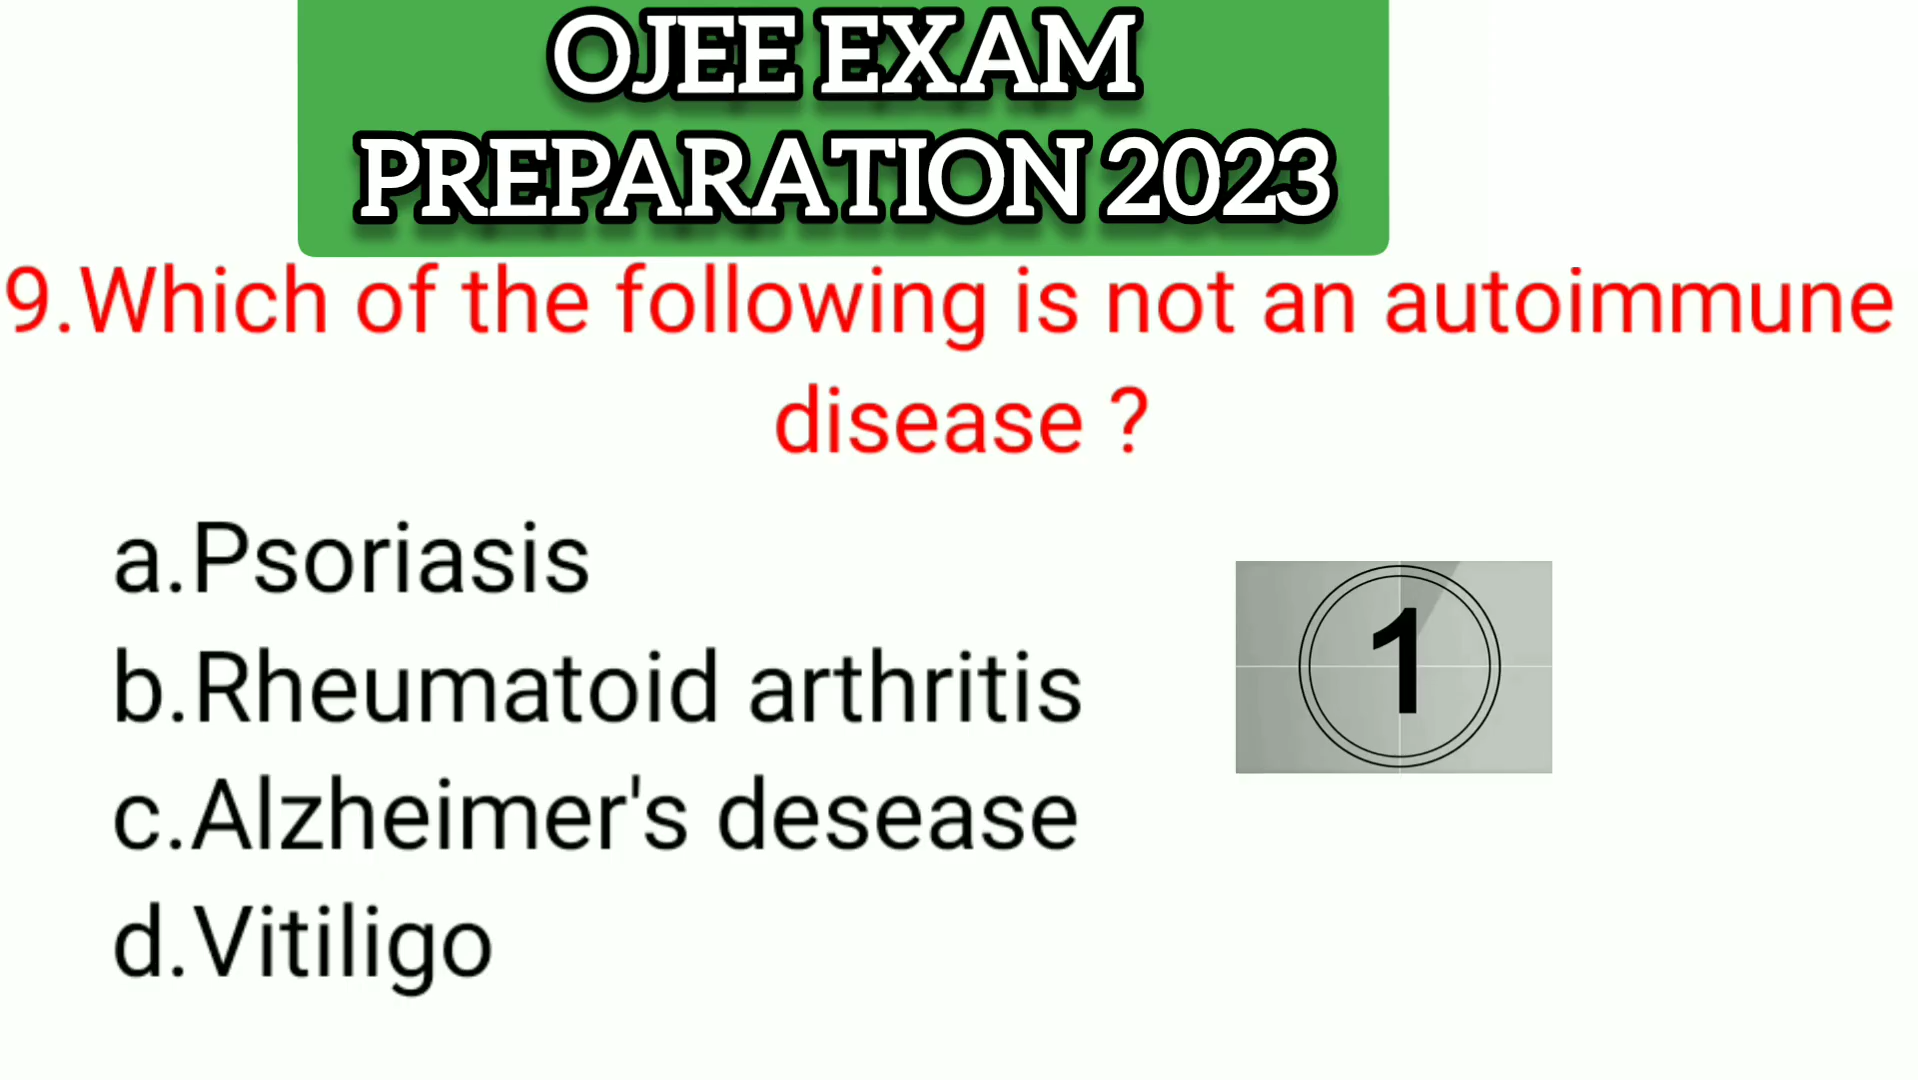 OJEE EXAM
PREPARATION 2023
9.Which of the following is not an autoimmune
disease ?
a.Psoriasis
b.Rheumatoid arthritis
1
c.Alzheimer's desease
d.Vitiligo